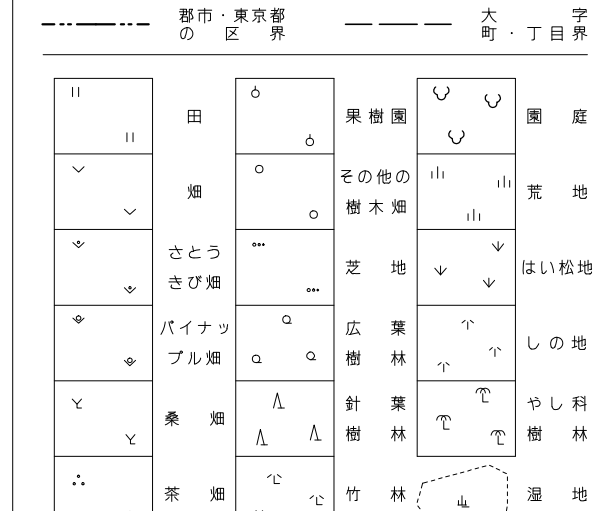 郡市・東京都
の区界
大字
町・丁目界
田
果樹園
園庭
畑
その他の
樹木畑
荒地
さとう
きび畑
芝地
はい松地
パイナッ
プル畑
広葉
樹林
しの地
桑畑
針葉
樹林
やし科
樹林
茶畑
竹林
湿地